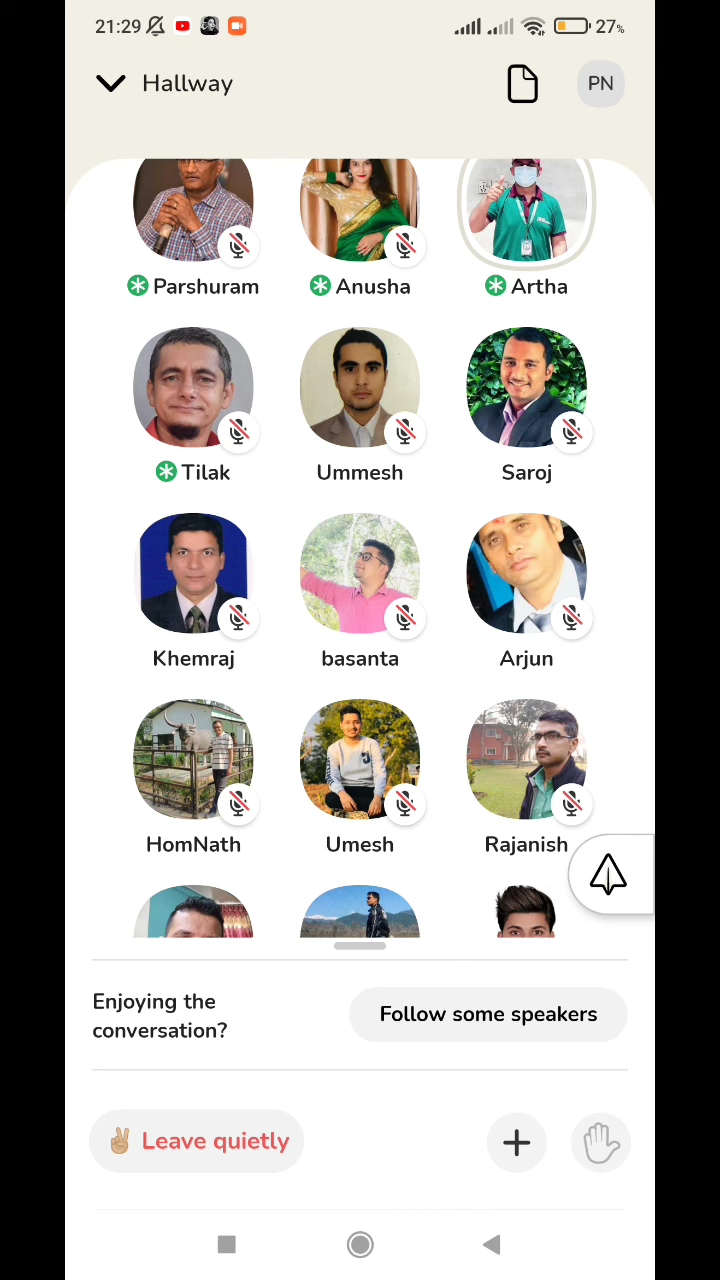 21:29
27%
Hallway
PN
Parshuram
Anusha
Artha
Tilak
Ummesh
Saroj
Khemraj
basanta
Arjun
HomNath
Umesh
Rajanish
Enjoying the
conversation?
Follow some speakers
Leave quietly